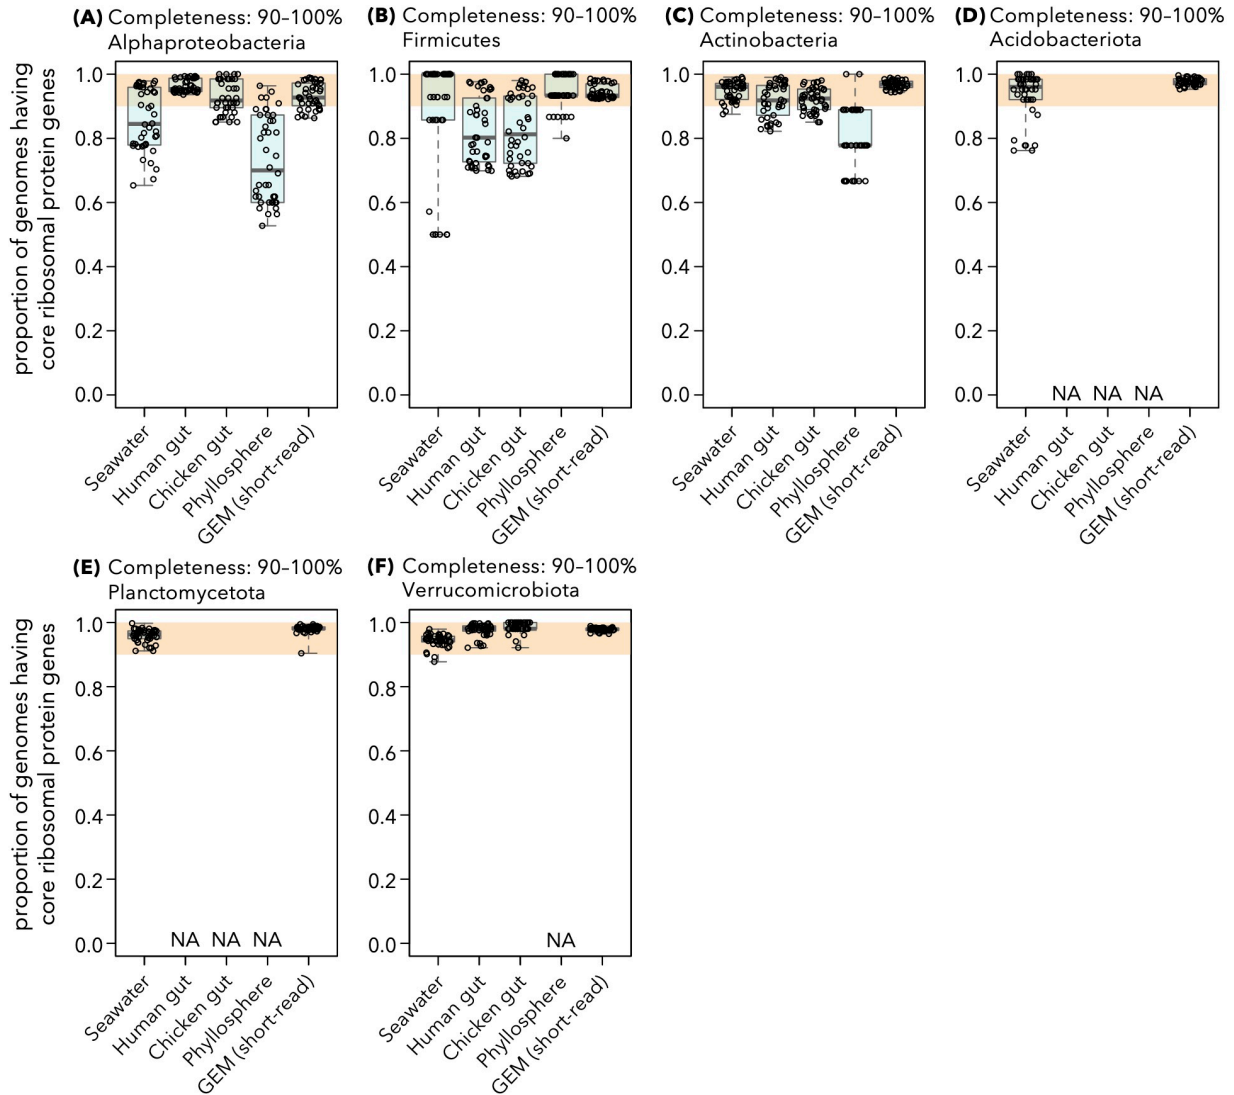 (A) Completeness: 90–100%
Alphaproteobacteria
(B) Completeness: 90–100%
Firmicutes
(C) Completeness: 90–100%
Actinobacteria
(D) Completeness: 90–100%
Acidobacteriota
proportion of genomes having
core ribosomal protein genes
1.0
0.8
0.6
0.4
0.2
0.0
Seawater
Human gut
Chicken gut
Phyllosphere
GEM (short-read)
1.0
0.8
0.6
0.4
0.2
0.0
Seawater
Human gut
Chicken gut
Phyllosphere
GEM (short-read)
1.0
0.8
0.6
0.4
0.2
0.0
Seawater
Human gut
Chicken gut
Phyllosphere
GEM (short-read)
1.0
0.8
0.6
0.4
0.2
0.0
NA NA NA
Seawater
Human gut
Chicken gut
Phyllosphere
GEM (short-read)
(E) Completeness: 90–100%
Planctomycetota
(F) Completeness: 90–100%
Verrucomicrobiota
proportion of genomes having
core ribosomal protein genes
1.0
0.8
0.6
0.4
0.2
0.0
NA NA NA
Seawater
Human gut
Chicken gut
Phyllosphere
GEM (short-read)
1.0
0.8
0.6
0.4
0.2
0.0
NA
Seawater
Human gut
Chicken gut
Phyllosphere
GEM (short-read)